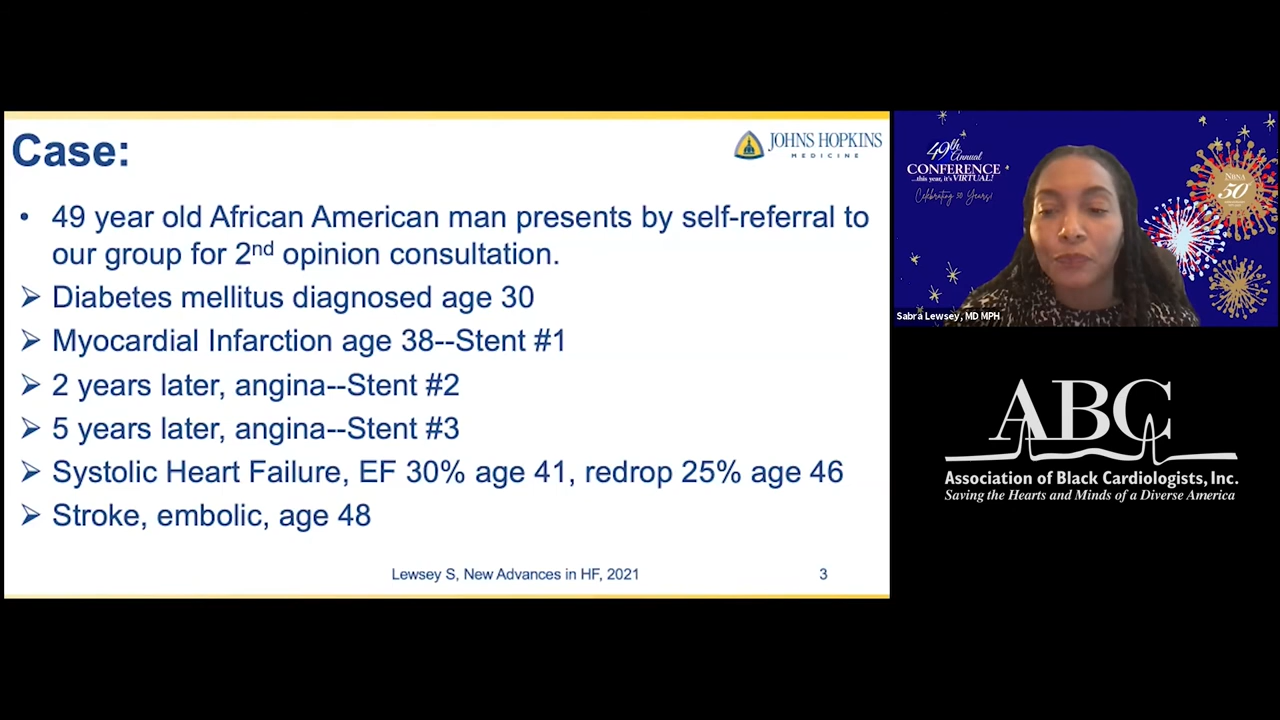 Case:
JOHNS HOPKINS
MEDICINE
• 49 year old African American man presents by self-referral to
our group for 2nd opinion consultation.
➢ Diabetes mellitus diagnosed age 30
➢ Myocardial Infarction age 38--Stent #1
➢ 2 years later, angina--Stent #2
➢ 5 years later, angina--Stent #3
➢ Systolic Heart Failure, EF 30% age 41, redrop 25% age 46
➢ Stroke, embolic, age 48
Lewsey S, New Advances in HF, 2021
3
49th
Annual
CONFERENCE
...this year, it's VIRTUAL!
Celebrating 50 Years!
NBNA
50
Sabra Lewsey, MD MPH
ABC
Association of Black Cardiologists, Inc.
Saving the Hearts and Minds of a Diverse America